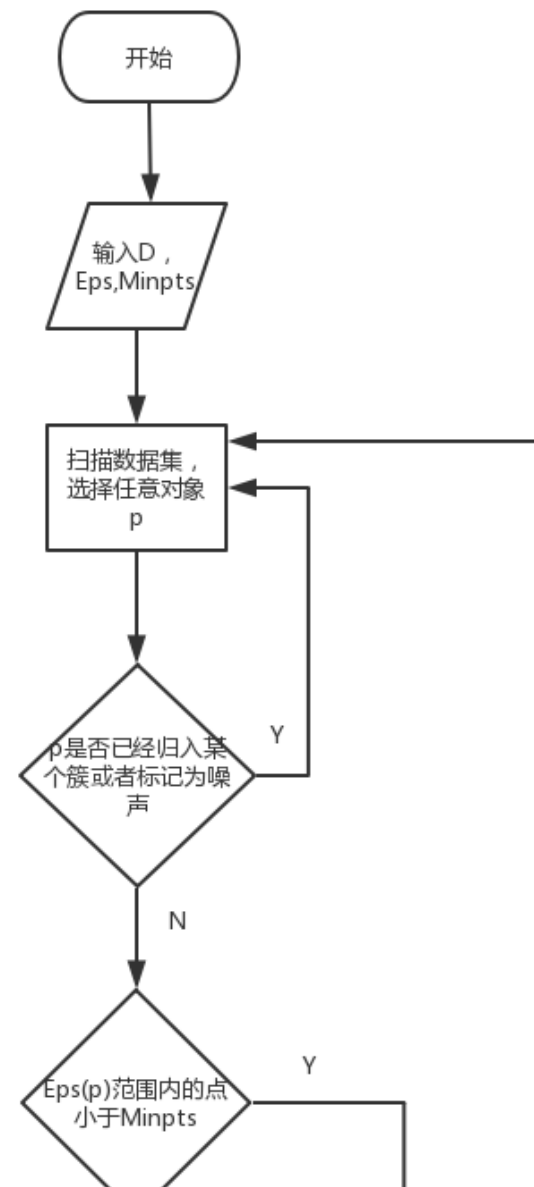 开始
输入D，
Eps,Minpts
扫描数据集，
选择任意对象
p
p是否已经归入某
个簇或者标记为噪
声
Y
N
Eps(p)范围内的点
小于Minpts
Y